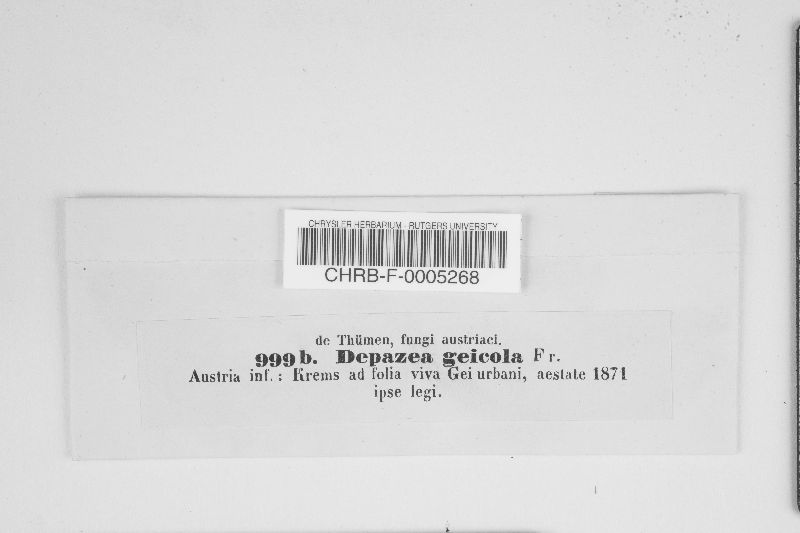 CHRYSLER HERBARIUM - RUTGERS UNIVERSITY
CHRB-F-0005268
de Thümen, fungi austriaci.
999b. Depazea geicola Fr.
Austria inf.: Krems ad folia viva Gei urbani, aestate 1871
ipse legi.